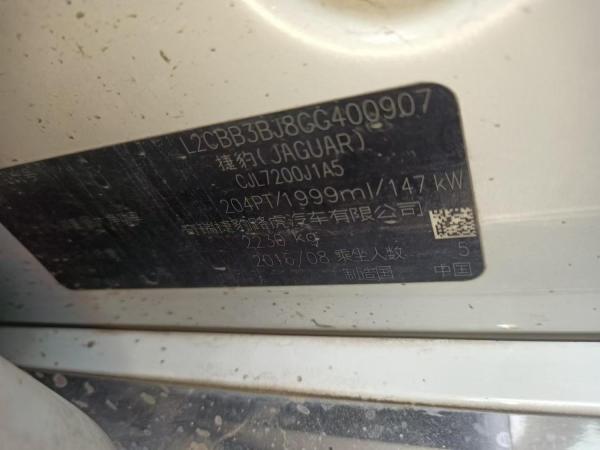 L2CBB3BJ8GG400907
捷豹(JAGUAR)
CJL7200J1A5
204PT/1999ml/147 kW
奇瑞捷豹路虎汽车有限公司
2230 kg
2016/08 乘坐人数 5
制造国 中国